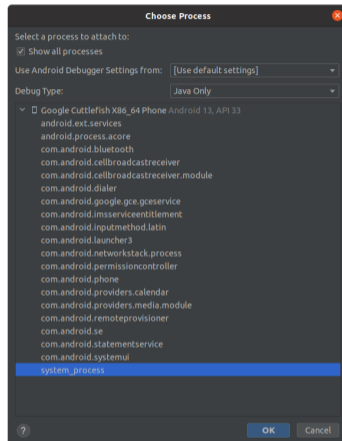 Choose Process
Select a process to attach to:
Show all processes
Use Android Debugger Settings from: [Use default settings]
Debug Type: Java Only
Google Cuttlefish X86_64 Phone Android 13, API 33
android.ext.services
android.process.acore
com.android.bluetooth
com.android.cellbroadcastreceiver
com.android.cellbroadcastreceiver.module
com.android.dialer
com.android.google.gce.gceservice
com.android.imsserviceentitlement
com.android.inputmethod.latin
com.android.launcher3
com.android.networkstack.process
com.android.permissioncontroller
com.android.phone
com.android.providers.calendar
com.android.providers.media.module
com.android.remoteprovisioner
com.android.se
com.android.statementservice
com.android.systemui
system_process
? OK Cancel